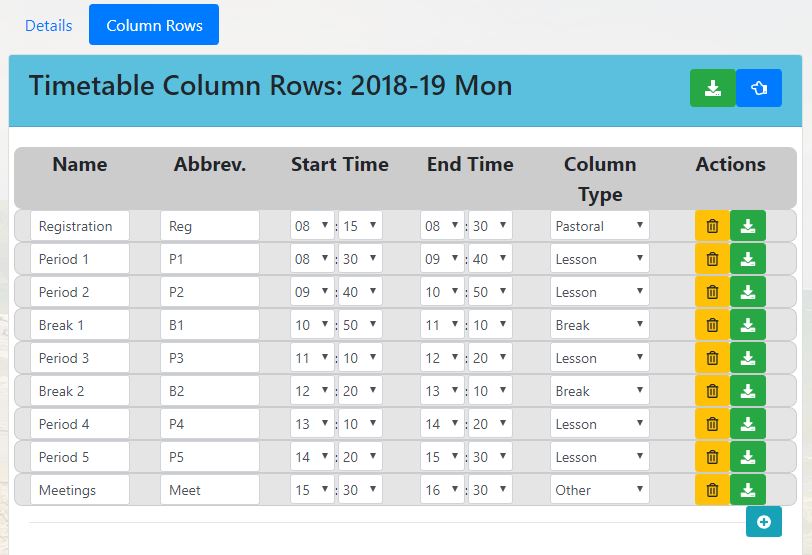 Details Column Rows
Timetable Column Rows: 2018-19 Mon
Name Abbrev. Start Time End Time Column Type Actions
Registration Reg 08 : 15 08 : 30 Pastoral
Period 1 P1 08 : 30 09 : 40 Lesson
Period 2 P2 09 : 40 10 : 50 Lesson
Break 1 B1 10 : 50 11 : 10 Break
Period 3 P3 11 : 10 12 : 20 Lesson
Break 2 B2 12 : 20 13 : 10 Break
Period 4 P4 13 : 10 14 : 20 Lesson
Period 5 P5 14 : 20 15 : 30 Lesson
Meetings Meet 15 : 30 16 : 30 Other